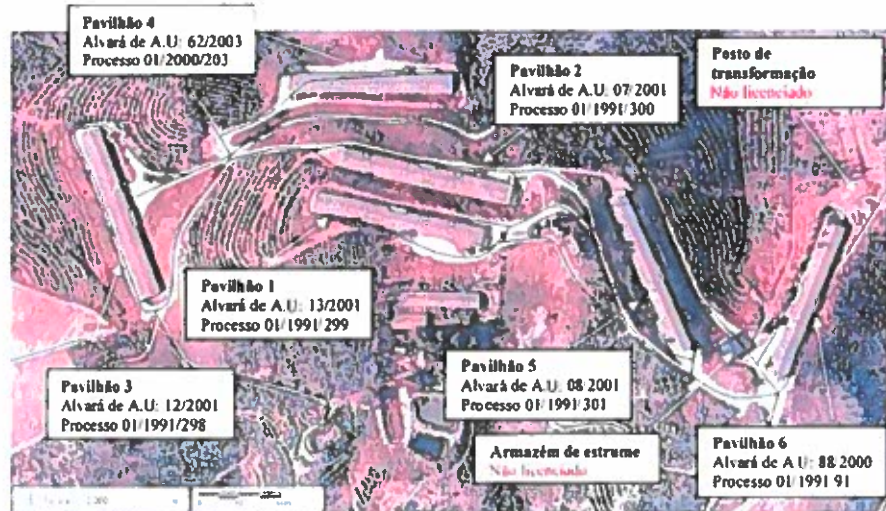 Pavilhão 4
Alvará de A.U: 62/2003
Processo 01/2000/203
Pavilhão 2
Alvará de A.U: 07/2001
Processo 01/1991/300
Posto de
transformação
Não licenciado
Pavilhão 1
Alvará de A.U: 13/2001
Processo 01/1991/299
Pavilhão 3
Alvará de A.U: 12/2001
Processo 01/1991/298
Pavilhão 5
Alvará de A.U: 08/2001
Processo 01/1991/301
Armazém de estrume
Não licenciado
Pavilhão 6
Alvará de A.U: 88/2000
Processo 01/1991/91